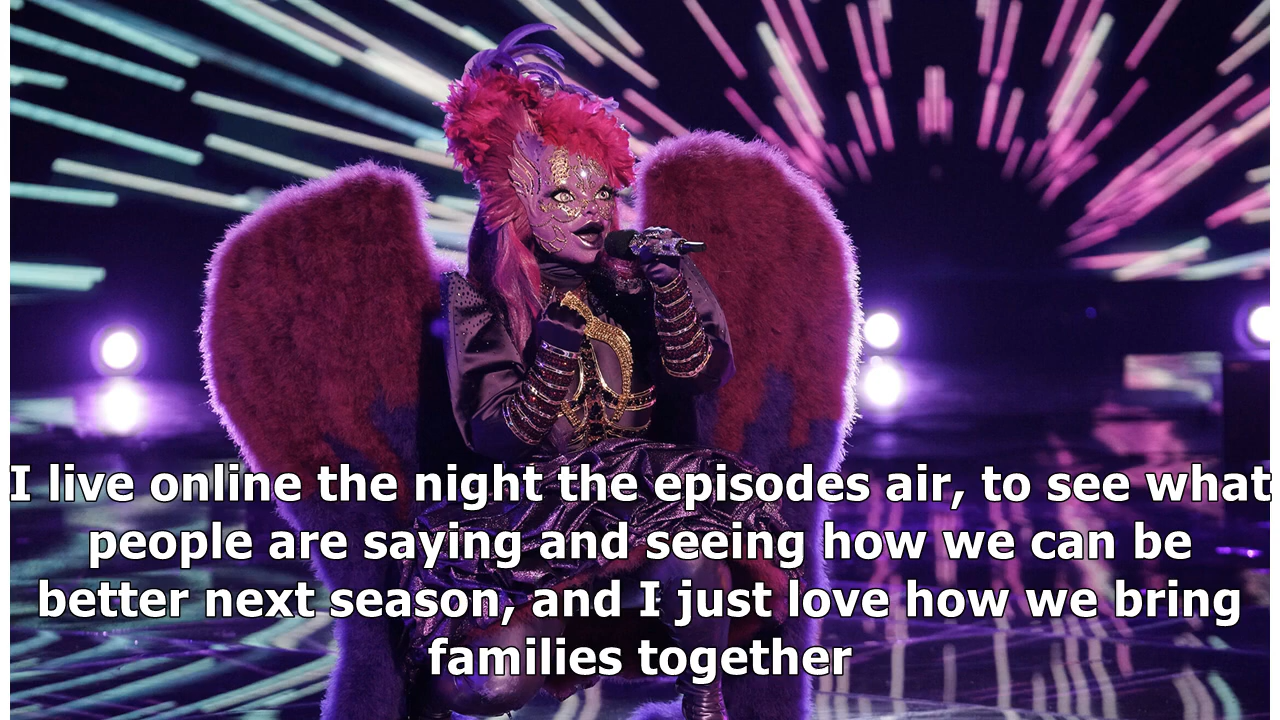 I live online the night the episodes air, to see what
people are saying and seeing how we can be
better next season, and I just love how we bring
families together